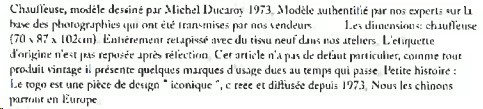 Chauffeuse, modèle dessiné par Michel Ducaroy 1973, Modèle authentifié par nos experts sur la
base des photographies qui ont été transmises par nos vendeurs     Les dimensions: chauffeuse
(70 x 87 x 102cm). Entièrement retapissé avec du tissu neuf dans nos ateliers. L'etiquette
d'origine n'est pas reposée après réfection. Cet article n'a pas de defaut particulier, comme tout
produit vintage il présente quelques marques d'usage dues au temps qui passe. Petite histoire :
Le togo est une pièce de design " iconique ", c reee et diffusée depuis 1973, Nous les chinons
partout en Europe